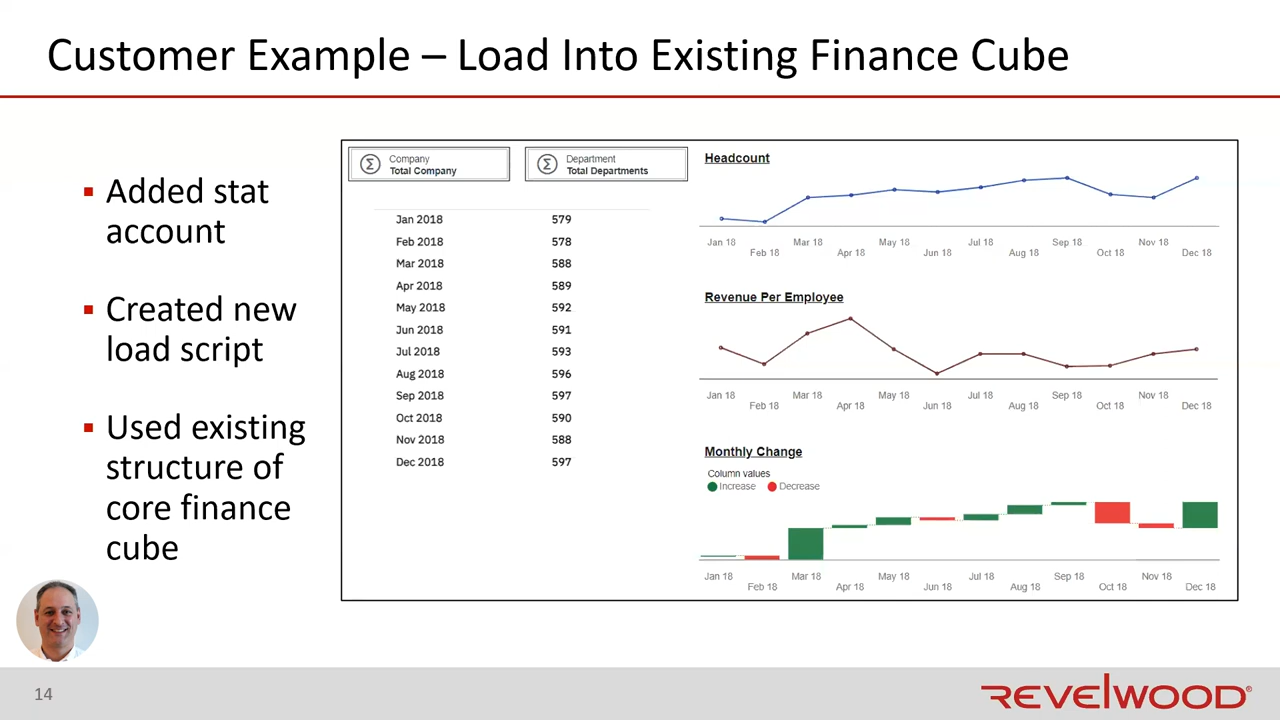 Customer Example – Load Into Existing Finance Cube
▪ Added stat
account
▪ Created new
load script
▪ Used existing
structure of
core finance
cube
Company
Total Company
Department
Total Departments
Jan 2018 579
Feb 2018 578
Mar 2018 588
Apr 2018 589
May 2018 592
Jun 2018 591
Jul 2018 593
Aug 2018 596
Sep 2018 597
Oct 2018 590
Nov 2018 588
Dec 2018 597
Headcount
Jan 18 Mar 18 May 18 Jul 18 Sep 18 Nov 18
Feb 18 Apr 18 Jun 18 Aug 18 Oct 18 Dec 18
Revenue Per Employee
Jan 18 Mar 18 May 18 Jul 18 Sep 18 Nov 18
Feb 18 Apr 18 Jun 18 Aug 18 Oct 18 Dec 18
Monthly Change
Column values
Increase Decrease
Jan 18 Mar 18 May 18 Jul 18 Sep 18 Nov 18
Feb 18 Apr 18 Jun 18 Aug 18 Oct 18 Dec 18
14
REVELWOOD®